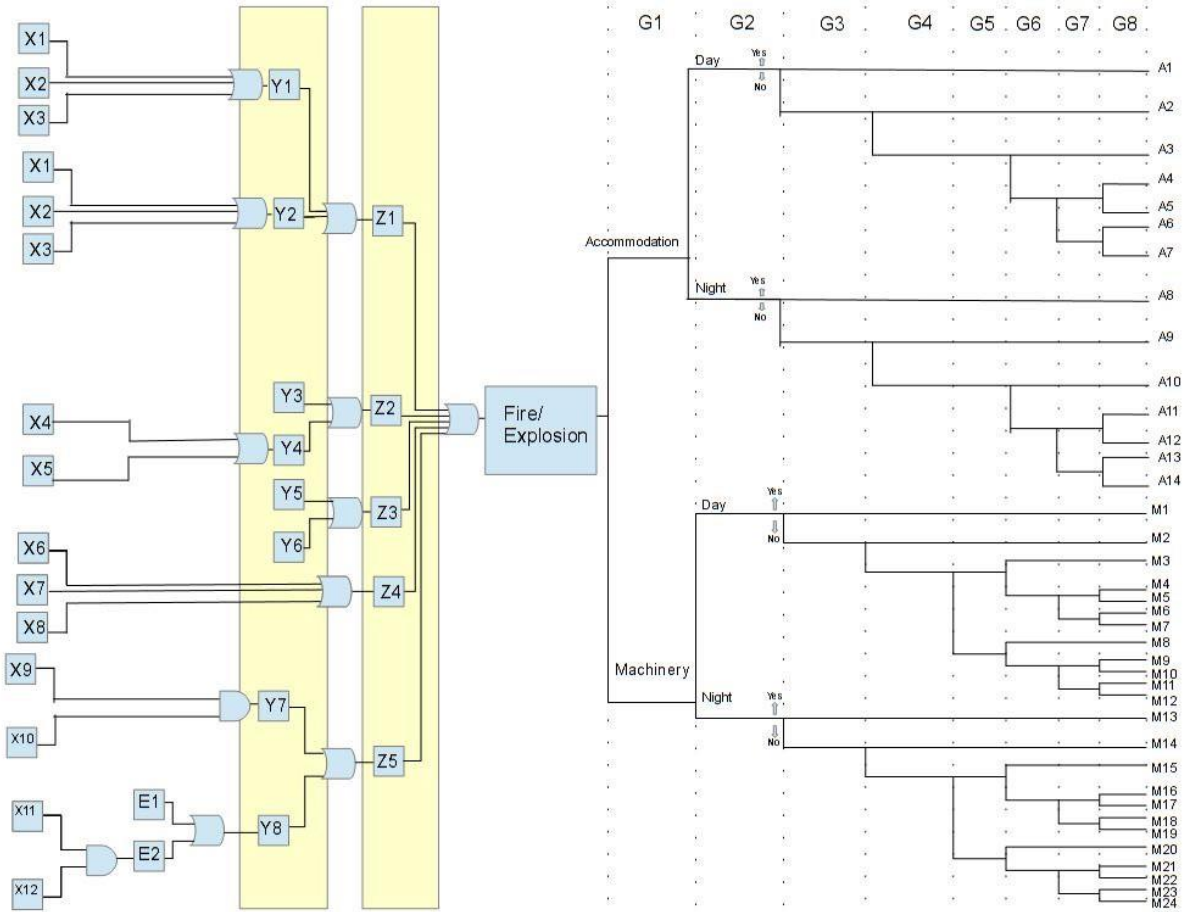 G1 G2 G3 G4 G5 G6 G7 G8
X1
X2
X3
Y1
X1
X2
X3
Y2
Z1
Y3
Z2
X4
X5
Y4
Y5
Z3
Y6
X6
X7
X8
Z4
X9
X10
Y7
Z5
X11
X12
E1
E2
Y8
Fire/
Explosion
Accommodation
Day
Yes
No
A1
A2
A3
A4
A5
A6
A7
Night
Yes
No
A8
A9
A10
A11
A12
A13
A14
Machinery
Day
Yes
No
M1
M2
M3
M4
M5
M6
M7
M8
M9
M10
M11
M12
Night
Yes
No
M13
M14
M15
M16
M17
M18
M19
M20
M21
M22
M23
M24